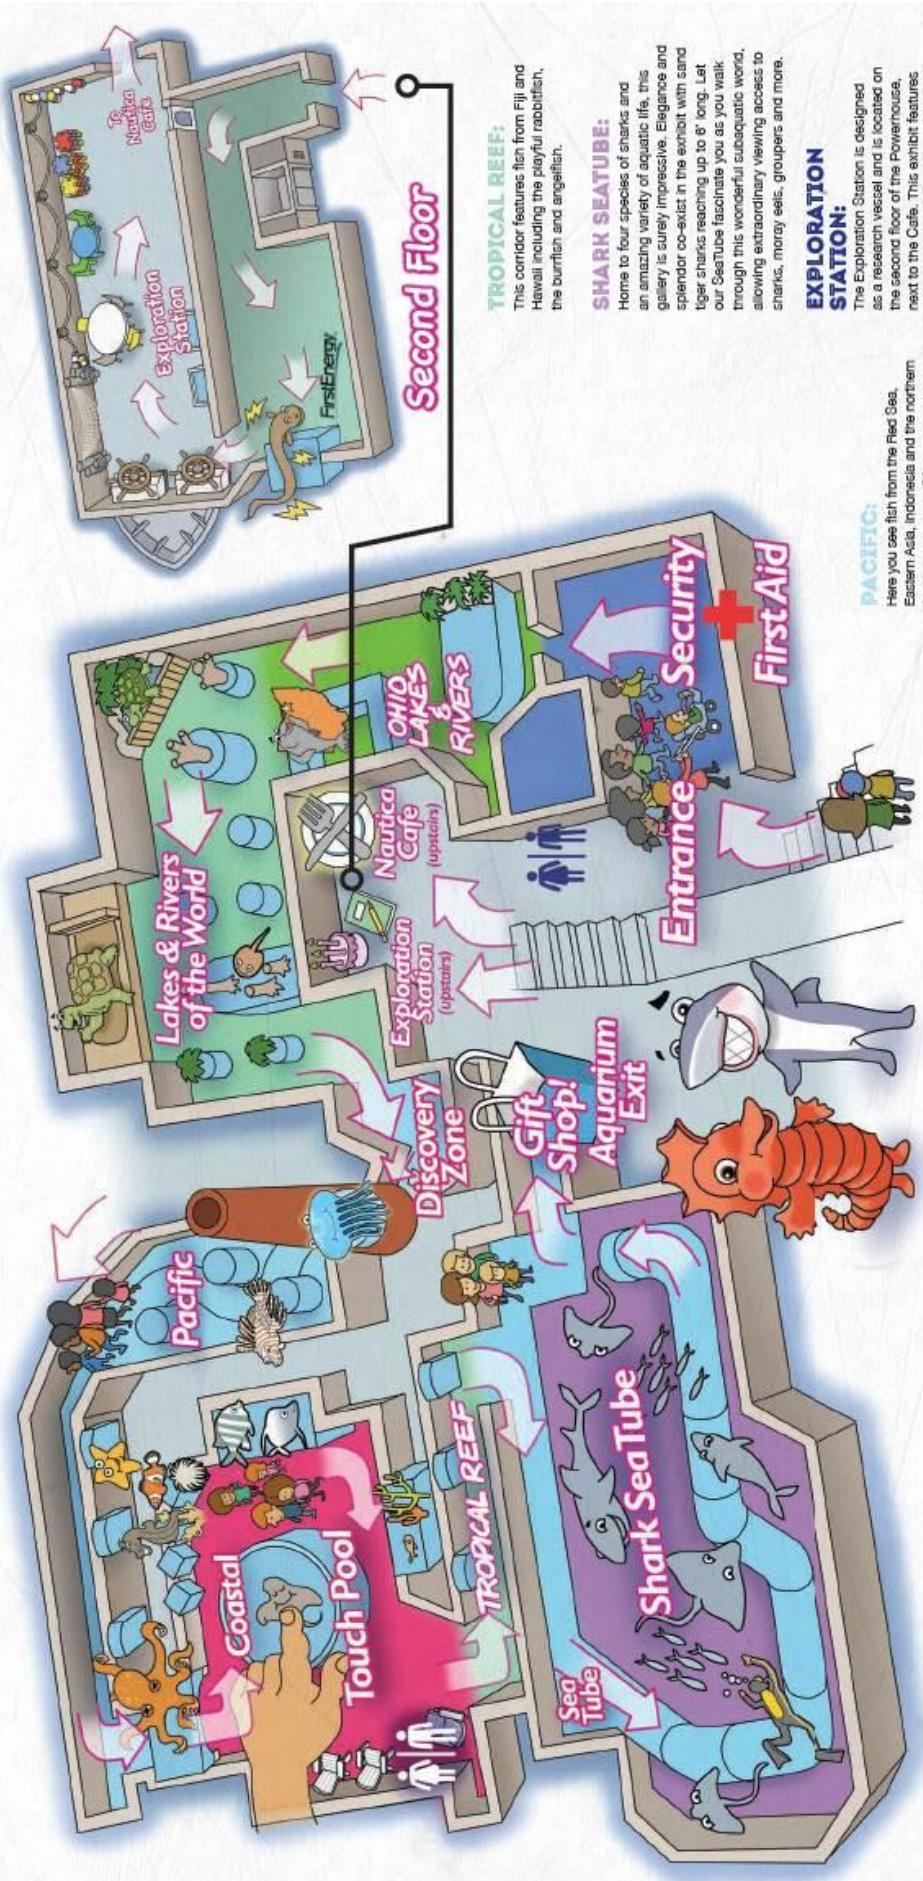 To
Nautica
Cafe
Exploration
Station
FirstEnergy
Second Floor
TROPICAL REEF:
This corridor features fish from Fiji and
Hawaii including the playful rabbitfish,
the burrfish and angelfish.
SHARK SEATUBE:
Home to four species of sharks and
an amazing variety of aquatic life, this
gallery is surely impressive. Elegance and
splendor co-exist in the exhibit with sand
tiger sharks reaching up to 6' long. Let
our SeaTube fascinate you as you walk
through this wonderful subaquatic world,
allowing extraordinary viewing access to
sharks, moray eels, groupers and more.
EXPLORATION
STATION:
The Exploration Station is designed
as a research vessel and is located on
the second floor of the Powerhouse,
next to the Cafe. This exhibit features
PACIFIC:
Here you see fish from the Red Sea,
Eastern Asia, Indonesia and the northern
Lakes & Rivers
of the World
OHIO
LAKES
&
RIVERS
Nautica
Cafe
(upstairs)
Exploration
Station
(upstairs)
Security
First Aid
Entrance
Discovery
Zone
Gift
Shop!
Aquarium
Exit
Pacific
Coastal
Touch Pool
TROPICAL REEF
Sea
Tube
Shark SeaTube